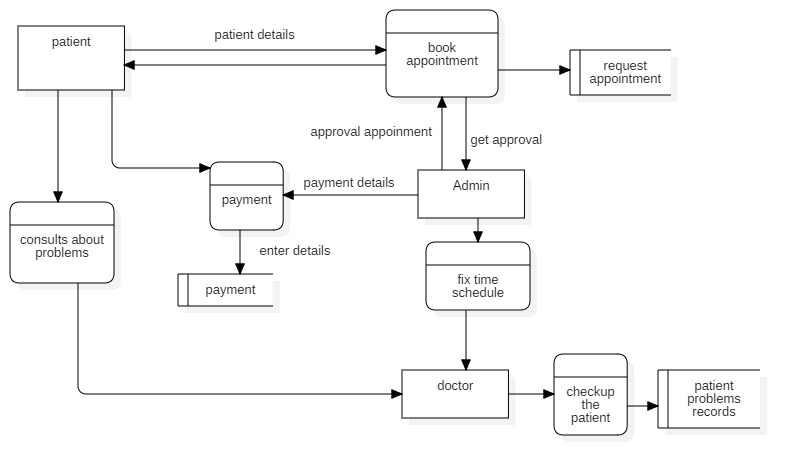 patient
patient details
book
appointment
request
appointment
approval appoinment
get approval
payment
payment details
Admin
consults about
problems
enter details
payment
fix time
schedule
doctor
checkup
the
patient
patient
problems
records